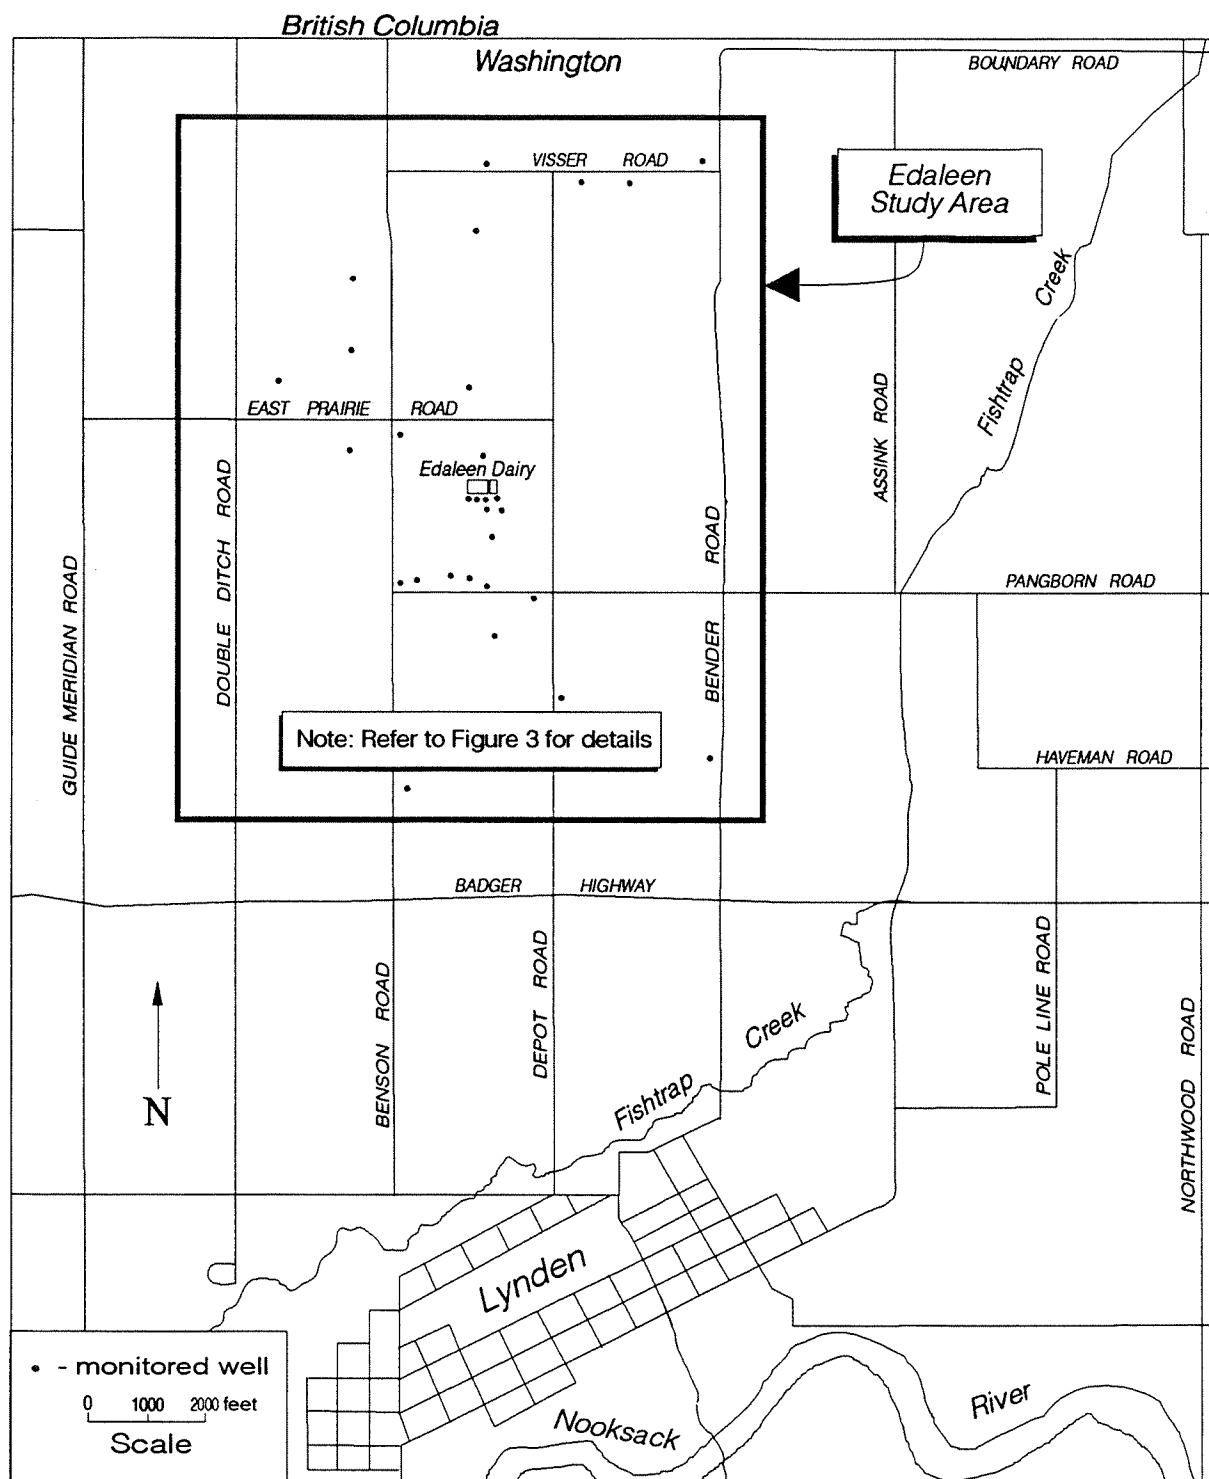 British Columbia
Washington
BOUNDARY ROAD
VISSER ROAD
Edaleen
Study Area
Fishtrap Creek
EAST PRAIRIE ROAD
ASSINK ROAD
Edaleen Dairy
GUIDE MERIDIAN ROAD
DOUBLE DITCH ROAD
BENDER ROAD
PANGBORN ROAD
Note: Refer to Figure 3 for details
HAVEMAN ROAD
BADGER HIGHWAY
BENSON ROAD
DEPOT ROAD
POLE LINE ROAD
NORTHWOOD ROAD
Fishtrap Creek
N
Lynden
• - monitored well
0 1000 2000 feet
Scale
Nooksack River